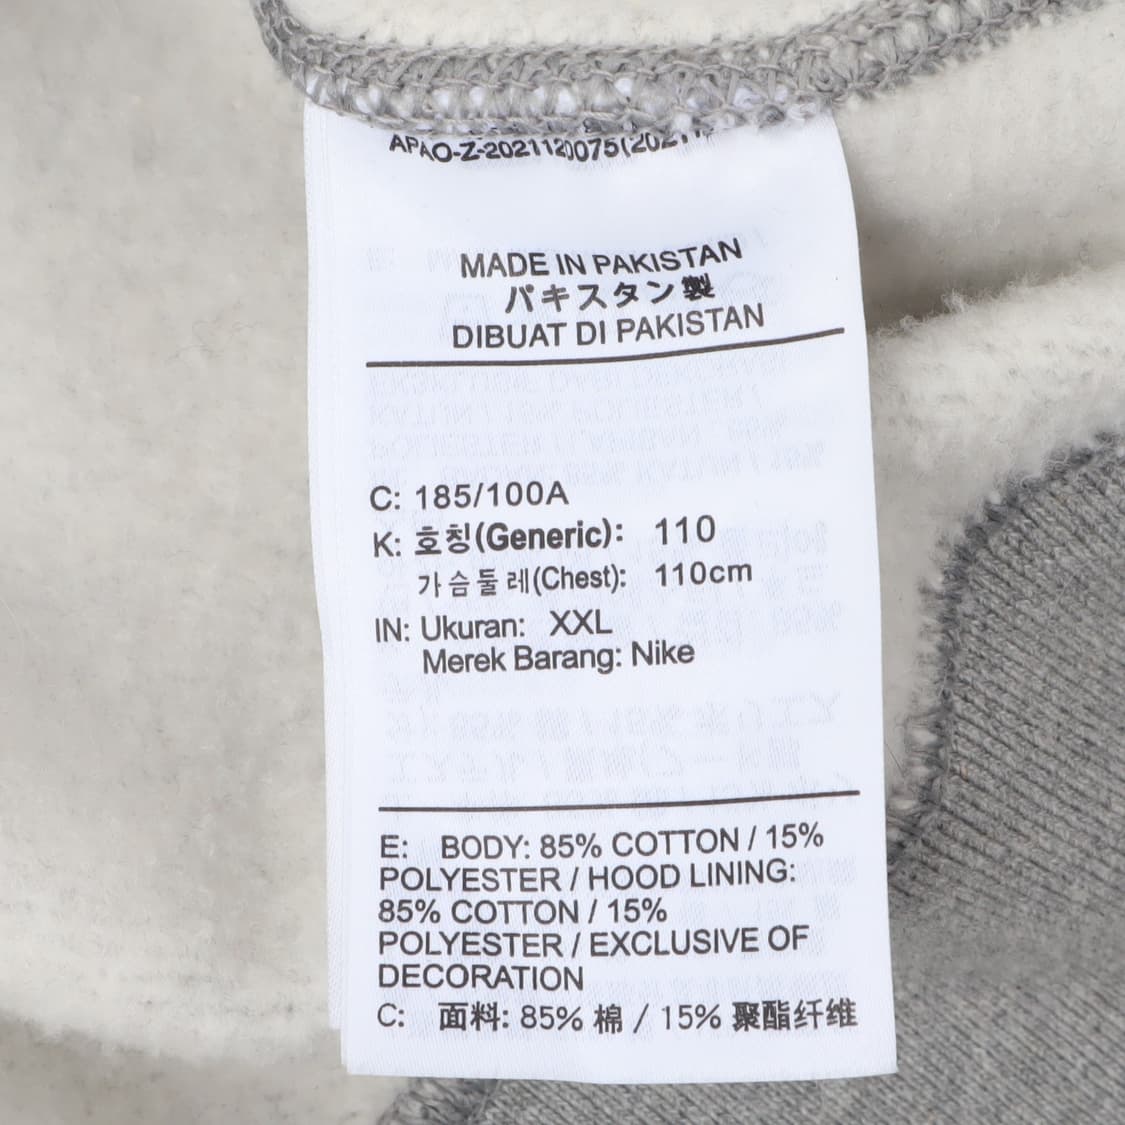 APAO-Z-2021120075(2021
MADE IN PAKISTAN
パキスタン製
DIBUAT DI PAKISTAN
C: 185/100A
K: 호칭(Generic): 110
가슴둘레(Chest): 110cm
IN: Ukuran: XXL
Merek Barang: Nike
E: BODY: 85% COTTON / 15%
POLYESTER / HOOD LINING:
85% COTTON / 15%
POLYESTER / EXCLUSIVE OF
DECORATION
C: 面料: 85% 棉 / 15% 聚酯纤维